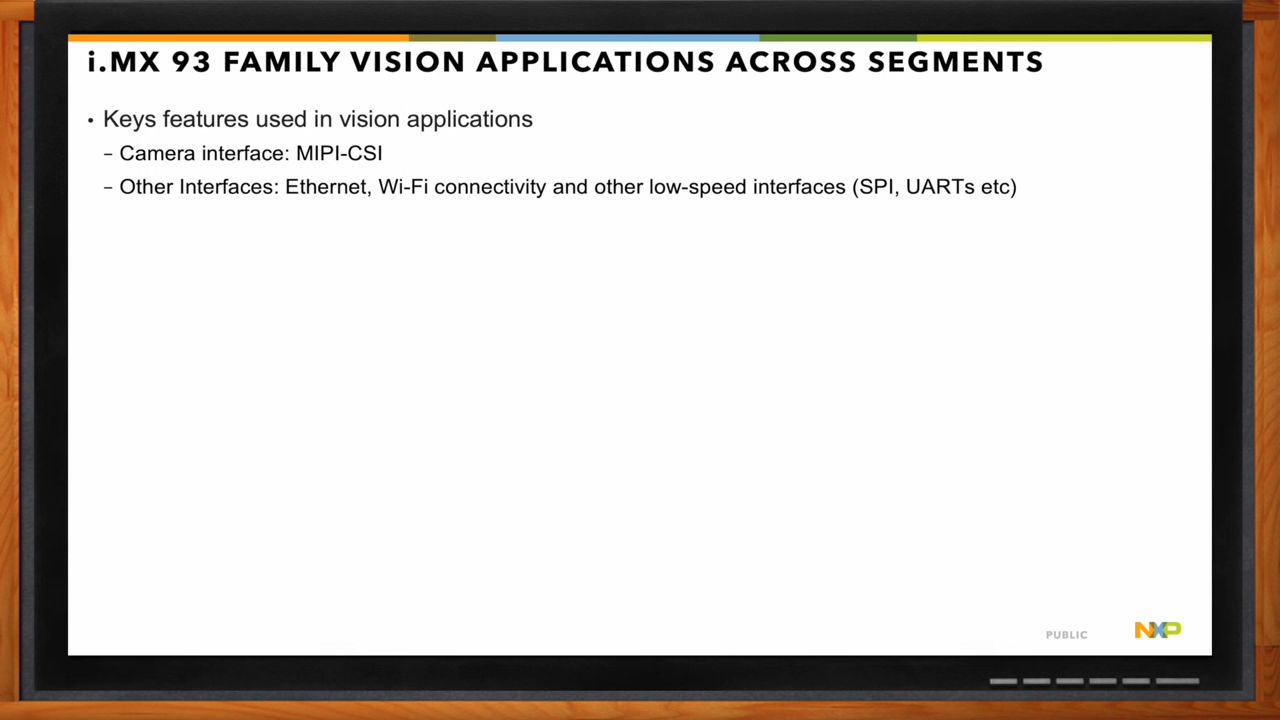 i.MX 93 FAMILY VISION APPLICATIONS ACROSS SEGMENTS
• Keys features used in vision applications
– Camera interface: MIPI-CSI
– Other Interfaces: Ethernet, Wi-Fi connectivity and other low-speed interfaces (SPI, UARTs etc)
PUBLIC
NXP